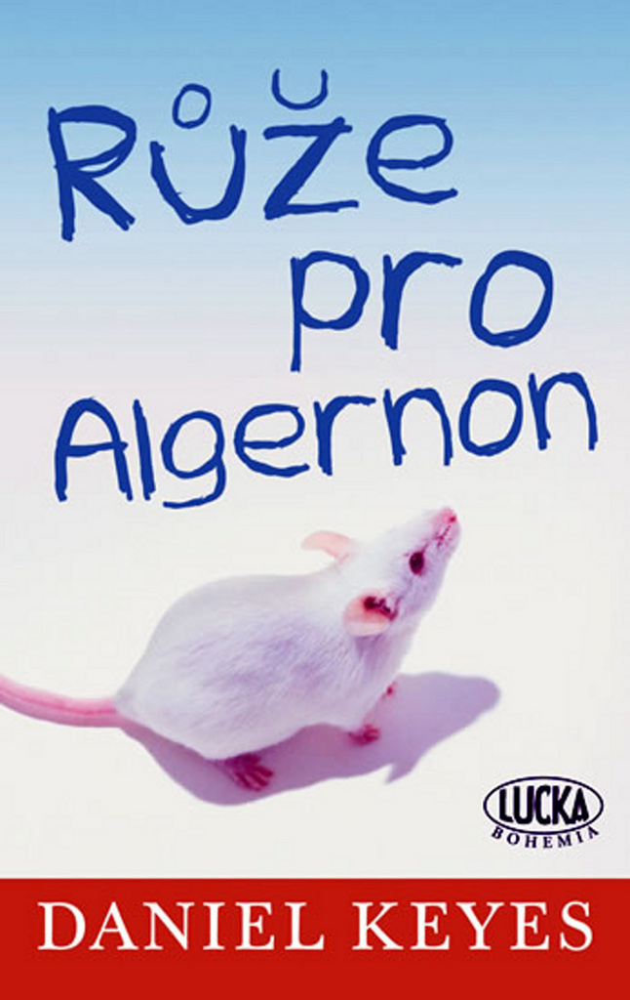 Růže
pro
Algernon
LUCKA
BOHEMIA
DANIEL KEYES